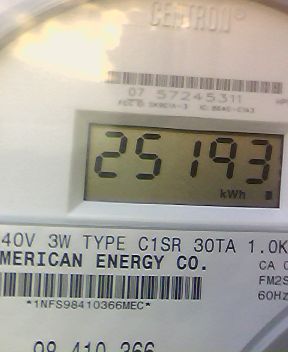 CENTRON®
07 57245311
25193
kWh
40V 3W TYPE C1SR 30TA 1.0K
MERICAN ENERGY CO.
CA
FM2S
60Hz
*1NFS98410366MEC*
98 410 366